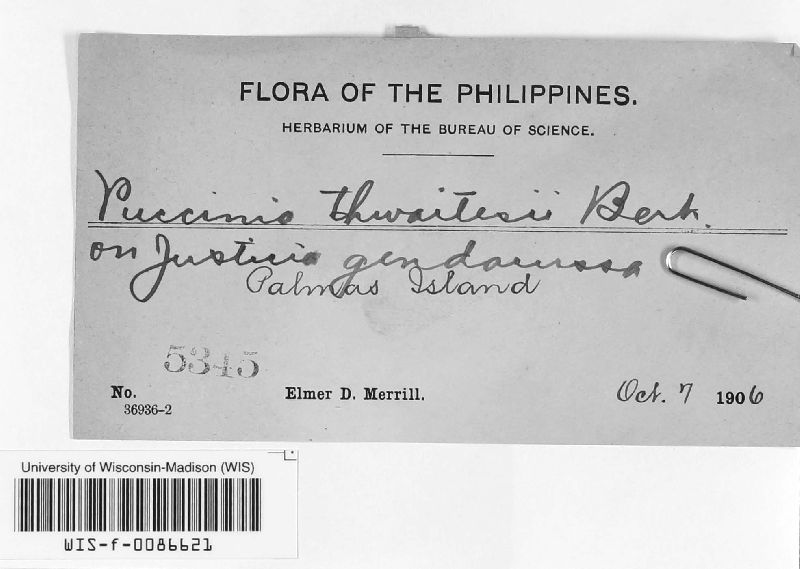 FLORA OF THE PHILIPPINES.
HERBARIUM OF THE BUREAU OF SCIENCE.
Puccinia thwaitesii Berk.
on Justicia gendarussa
Palmas Island
5345
No. Elmer D. Merrill. Oct. 7 1906
36936-2
University of Wisconsin-Madison (WIS)
WIS-f-0086621